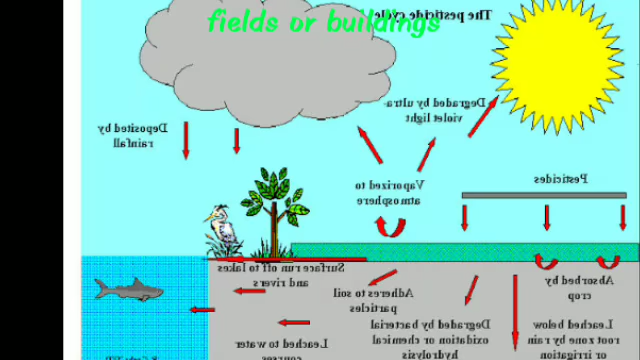 The pesticide cycle
fields or buildings
Degraded by ultra-
violet light
Deposited by
rainfall
Vaporized to
atmosphere
Pesticides
Surface run off to lakes
and rivers
Adheres to soil
particles
Absorbed by
crop
Leached to water
courses
Degraded by bacterial
oxidation or chemical
hydrolysis
Leached below
root zone by rain
or irrigation